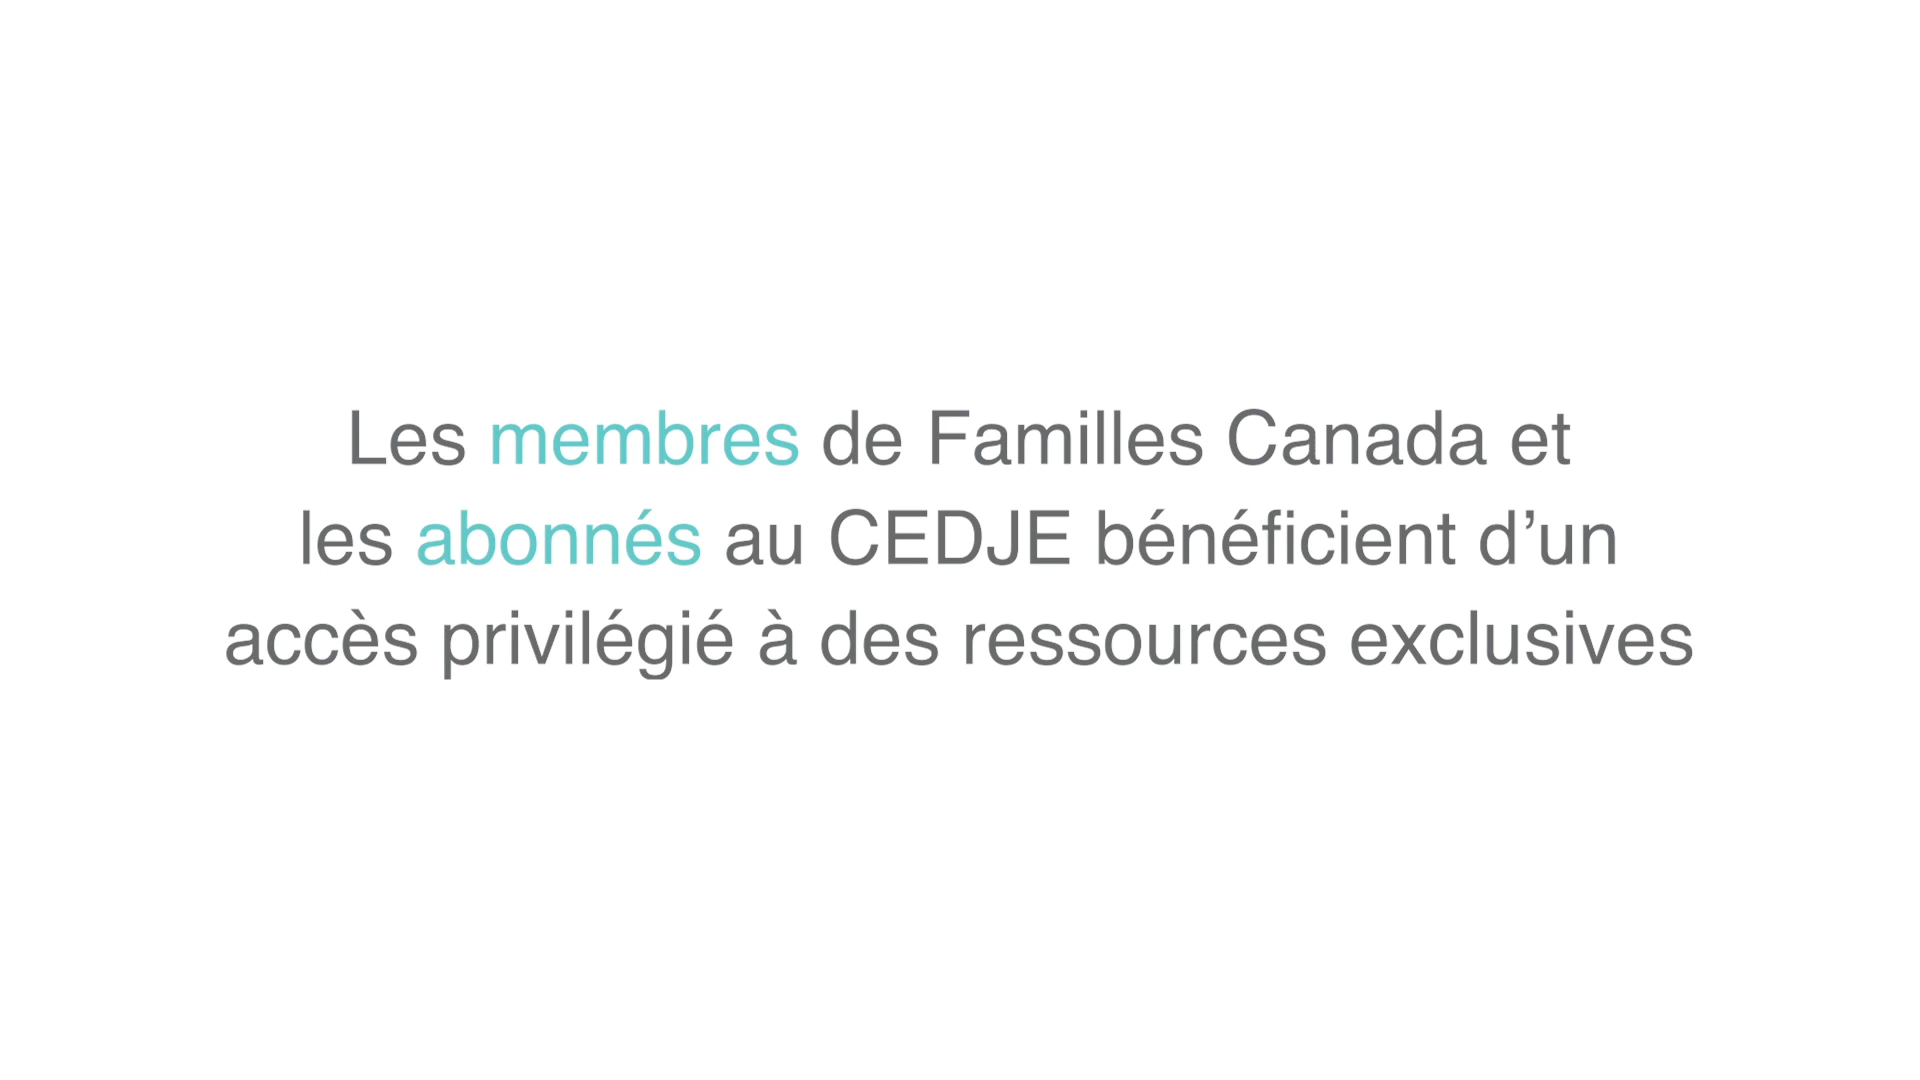 Les membres de Familles Canada et
les abonnés au CEDJE bénéficient d’un
accès privilégié à des ressources exclusives